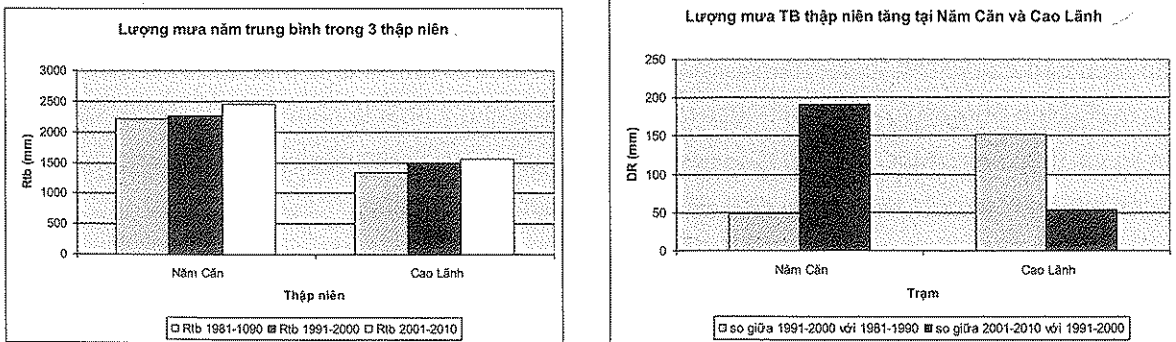 Lượng mưa năm trung bình trong 3 thập niên
3000
2500
2000
1500
1000
500
0
Rtb (mm)
Năm Căn
Cao Lãnh
Thập niên
Rtb 1981-1090
Rtb 1991-2000
Rtb 2001-2010
Lượng mưa TB thập niên tăng tại Năm Căn và Cao Lãnh
250
200
150
100
50
0
DR (mm)
Năm Căn
Cao Lãnh
Trạm
so giữa 1991-2000 với 1981-1990
so giữa 2001-2010 với 1991-2000